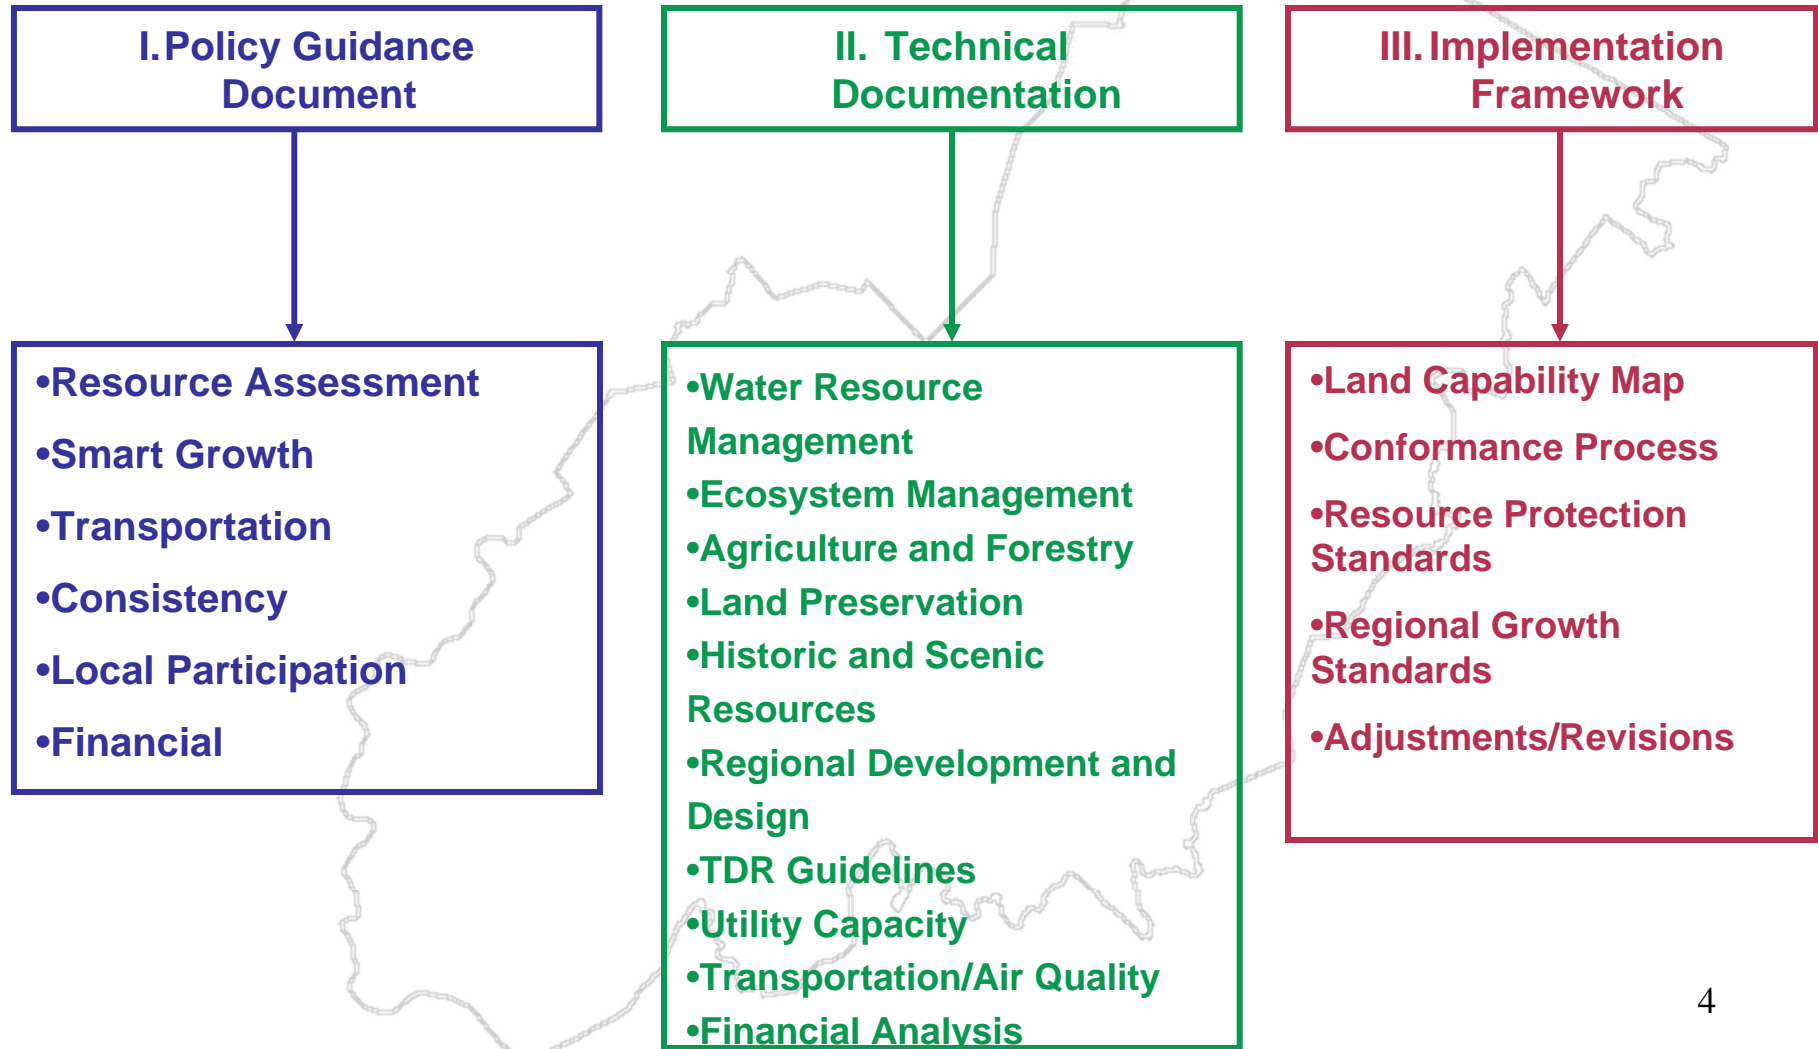 I. Policy Guidance
Document
•Resource Assessment
•Smart Growth
•Transportation
•Consistency
•Local Participation
•Financial
II. Technical
Documentation
•Water Resource
Management
•Ecosystem Management
•Agriculture and Forestry
•Land Preservation
•Historic and Scenic
Resources
•Regional Development and
Design
•TDR Guidelines
•Utility Capacity
•Transportation/Air Quality
•Financial Analysis
III. Implementation
Framework
•Land Capability Map
•Conformance Process
•Resource Protection
Standards
•Regional Growth
Standards
•Adjustments/Revisions
4